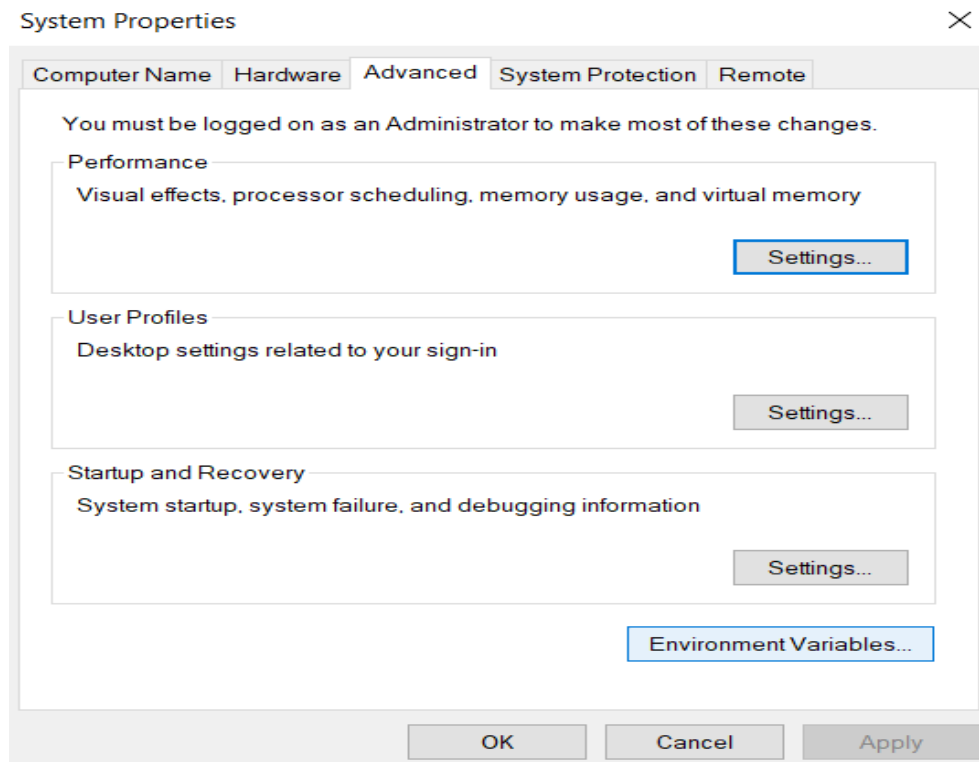 System Properties
Computer Name Hardware Advanced System Protection Remote
You must be logged on as an Administrator to make most of these changes.
Performance
Visual effects, processor scheduling, memory usage, and virtual memory
Settings...
User Profiles
Desktop settings related to your sign-in
Settings...
Startup and Recovery
System startup, system failure, and debugging information
Settings...
Environment Variables...
OK Cancel Apply